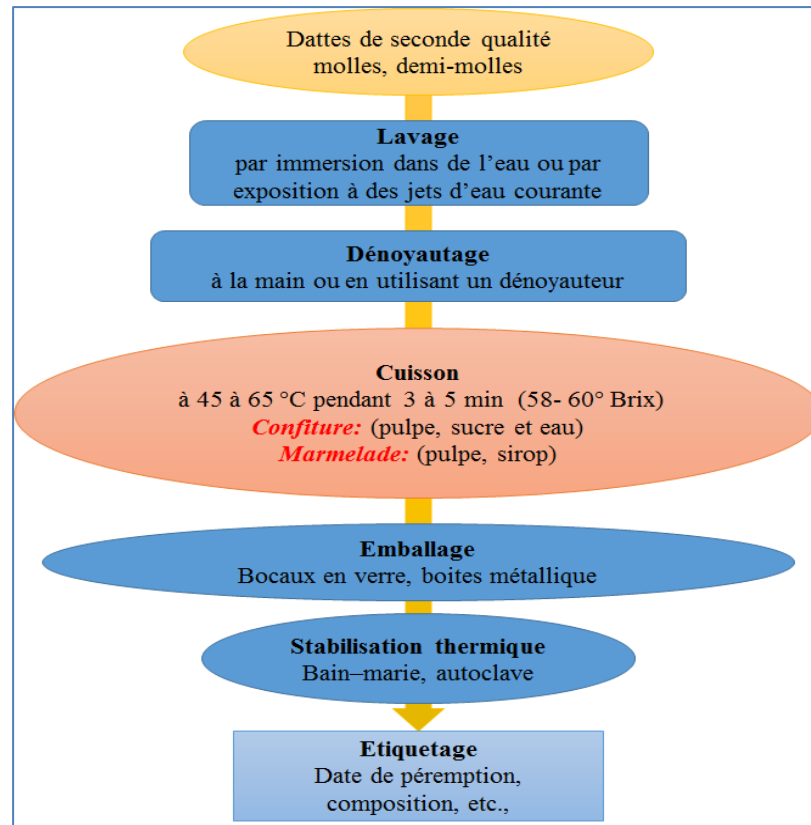 Dattes de seconde qualité
molles, demi-molles
Lavage
par immersion dans de l’eau ou par
exposition à des jets d’eau courante
Dénoyautage
à la main ou en utilisant un dénoyauteur
Cuisson
à 45 à 65 °C pendant 3 à 5 min (58- 60° Brix)
Confiture: (pulpe, sucre et eau)
Marmelade: (pulpe, sirop)
Emballage
Bocaux en verre, boites métallique
Stabilisation thermique
Bain–marie, autoclave
Etiquetage
Date de péremption,
composition, etc.,